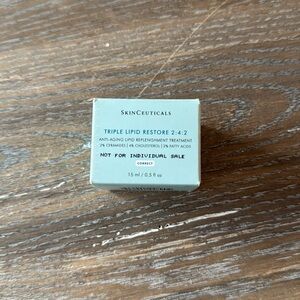 SKINCEUTICALS
TRIPLE LIPID RESTORE 2:4:2
ANTI-AGING LIPID REPLENISHMENT TREATMENT
2% CERAMIDES | 4% CHOLESTEROL | 2% FATTY ACIDS
NOT FOR INDIVIDUAL SALE
CORRECT
15 ml / 0.5 fl oz